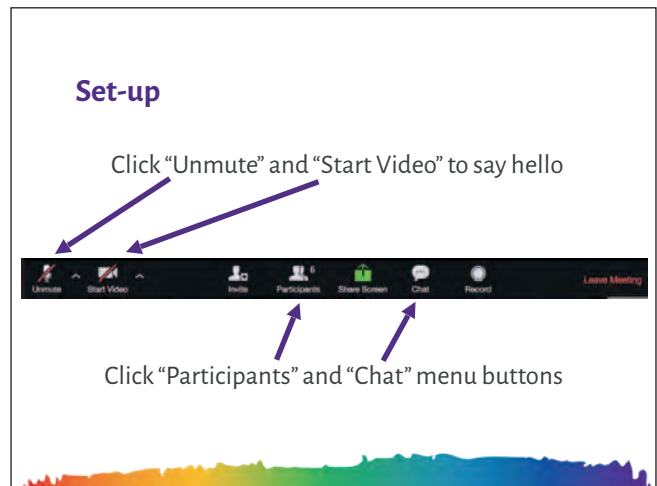 Set-up
Click “Unmute” and “Start Video” to say hello
6
Unmute Start Video Invite Participants Share Screen Chat Record Leave Meeting
Click “Participants” and “Chat” menu buttons